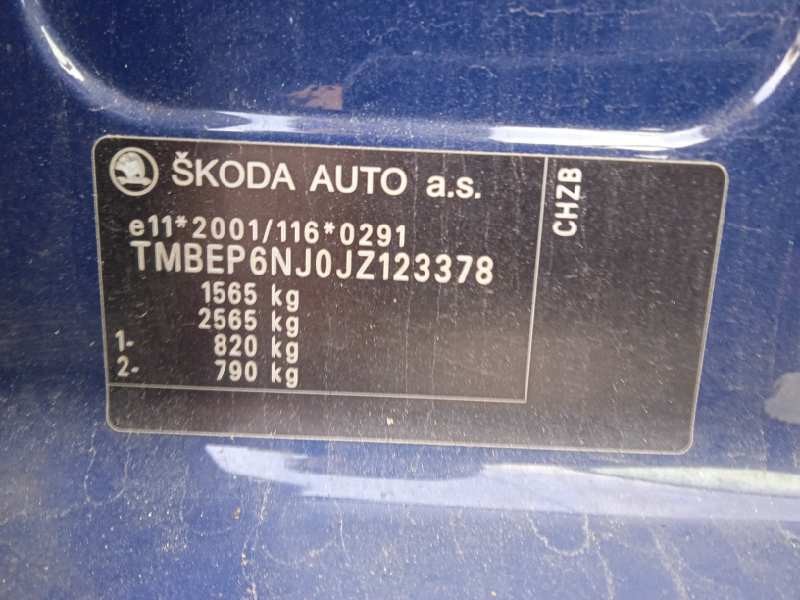 ŠKODA AUTO a.s.
e11*2001/116*0291
TMBEP6NJ0JZ123378
1565 kg
2565 kg
1- 820 kg
2- 790 kg
CHZB